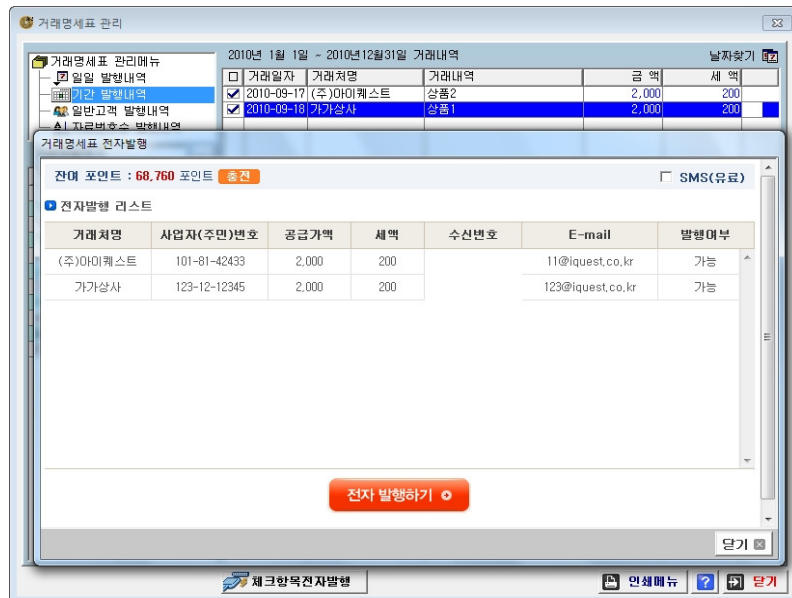 거래명세표 관리
거래명세표 관리메뉴
일일 발행내역
기간 발행내역
일반고객 발행내역
자료번호순 발행내역
2010년 1월 1일 ~ 2010년12월31일 거래내역
날짜찾기
거래일자 거래처명 거래내역 금 액 세 액
2010-09-17 (주)아이퀘스트 상품2 2,000 200
2010-09-18 가가상사 상품1 2,000 200
거래명세표 전자발행
잔여 포인트 : 68,760 포인트 충전
SMS(유료)
전자발행 리스트
거래처명 사업자(주민)번호 공급가액 세액 수신번호 E-mail 발행여부
(주)아이퀘스트 101-81-42433 2,000 200 11@iquest.co.kr 가능
가가상사 123-12-12345 2,000 200 123@iquest.co.kr 가능
전자 발행하기
닫기
체크항목전자발행
인쇄메뉴
?
닫기